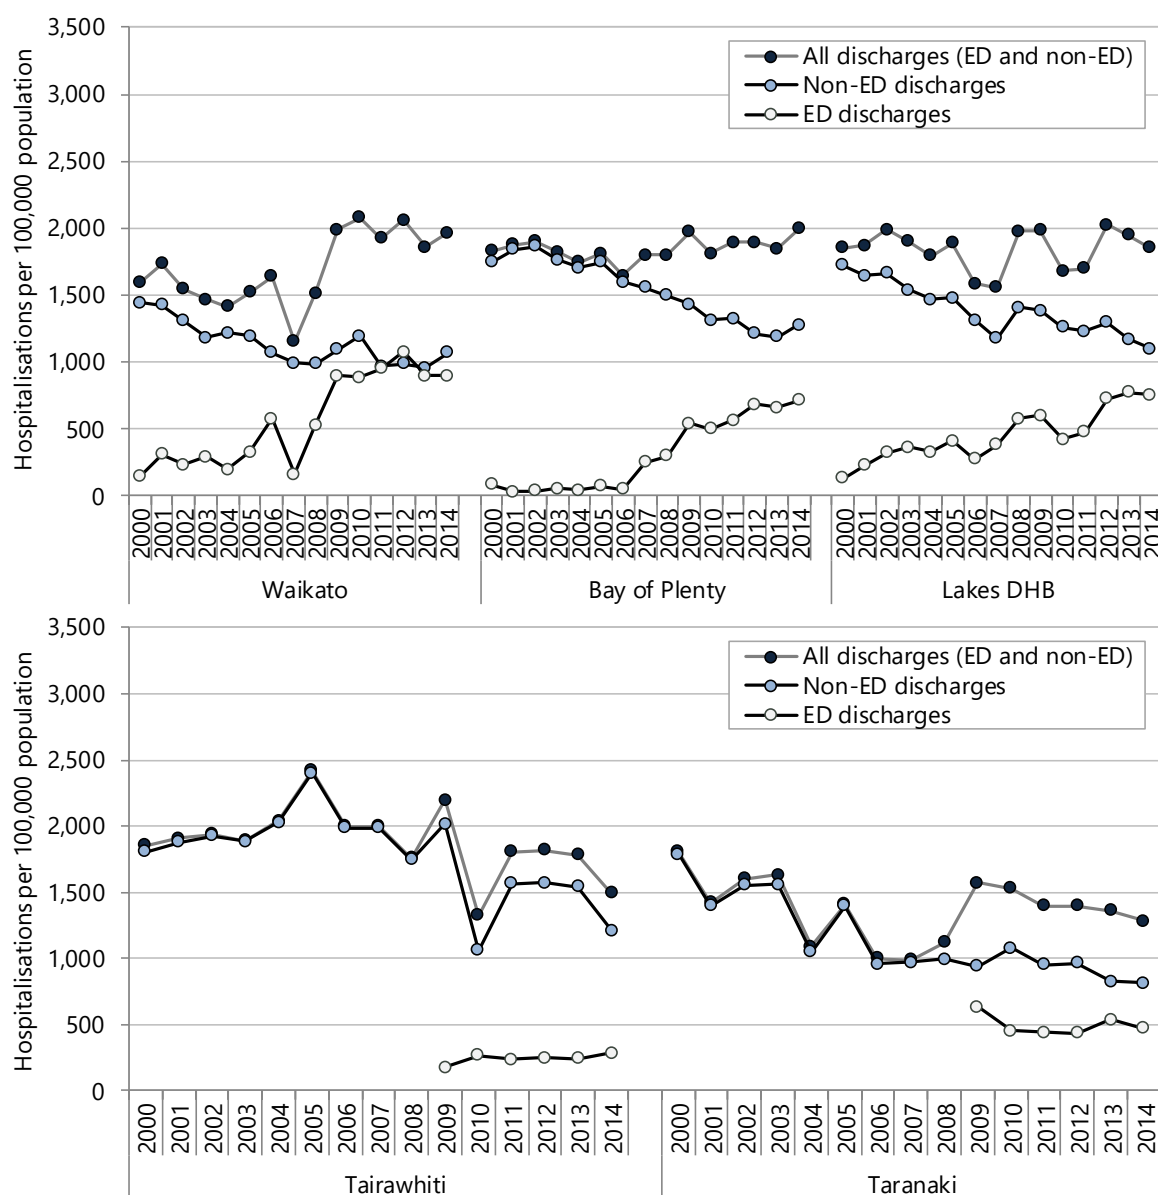 3,500
3,000
2,500
2,000
1,500
1,000
500
0
Hospitalisations per 100,000 population
All discharges (ED and non-ED)
Non-ED discharges
ED discharges
2000 2001 2002 2003 2004 2005 2006 2007 2008 2009 2010 2011 2012 2013 2014 2000 2001 2002 2003 2004 2005 2006 2007 2008 2009 2010 2011 2012 2013 2014 2000 2001 2002 2003 2004 2005 2006 2007 2008 2009 2010 2011 2012 2013 2014
Waikato Bay of Plenty Lakes DHB
3,500
3,000
2,500
2,000
1,500
1,000
500
0
Hospitalisations per 100,000 population
All discharges (ED and non-ED)
Non-ED discharges
ED discharges
2000 2001 2002 2003 2004 2005 2006 2007 2008 2009 2010 2011 2012 2013 2014 2000 2001 2002 2003 2004 2005 2006 2007 2008 2009 2010 2011 2012 2013 2014
Tairawhiti Taranaki